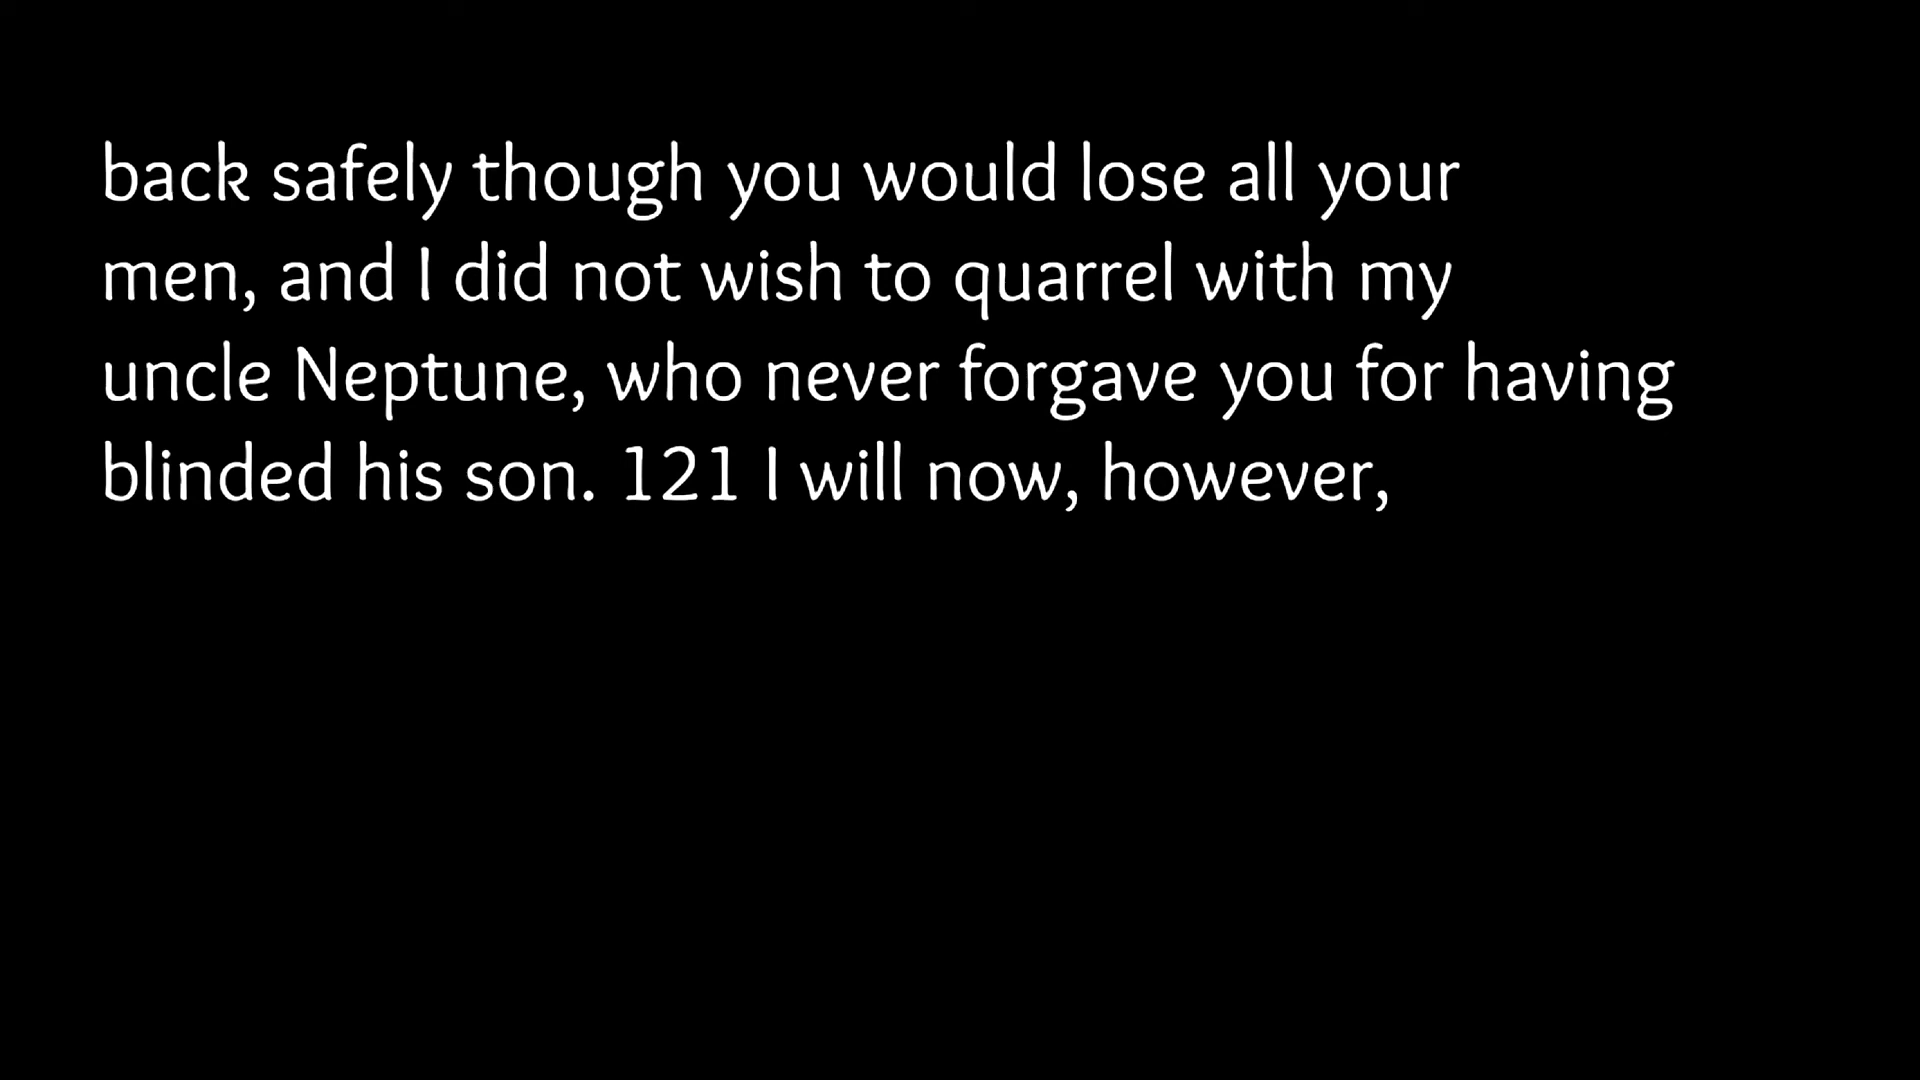 back safely though you would lose all your
men, and I did not wish to quarrel with my
uncle Neptune, who never forgave you for having
blinded his son. 121 I will now, however,